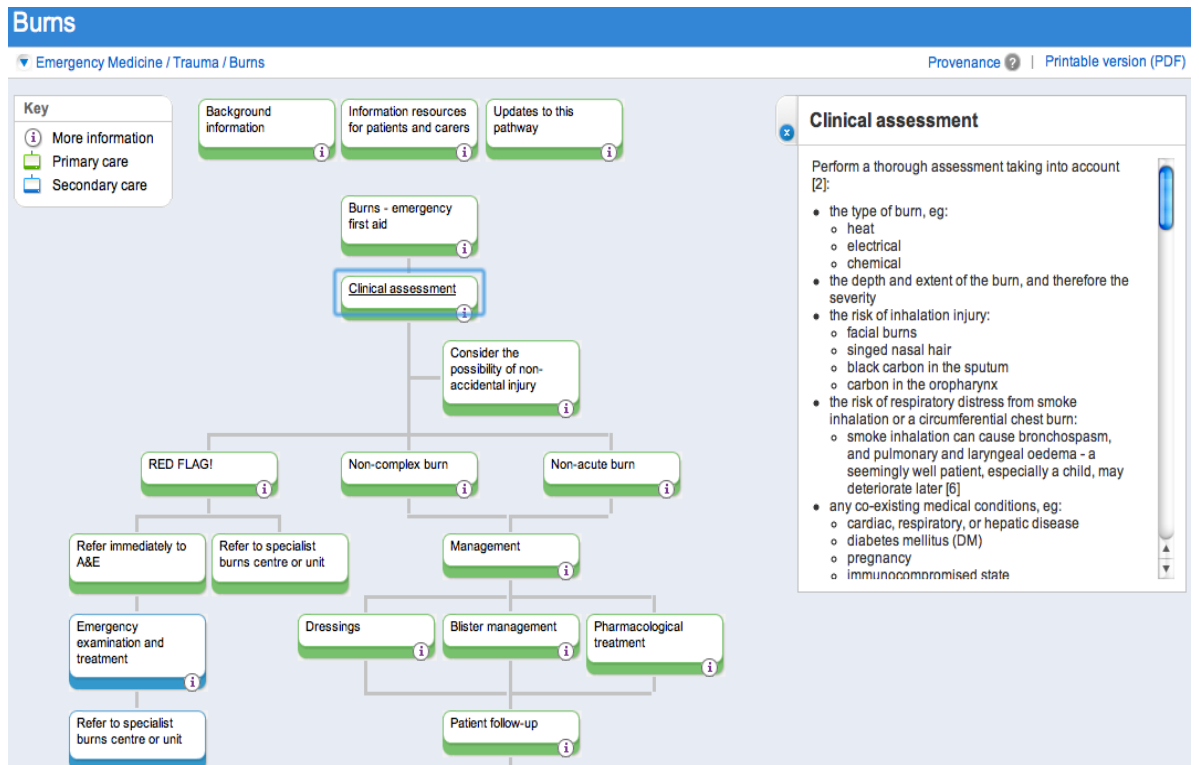 Burns
Emergency Medicine / Trauma / Burns
Provenance ? | Printable version (PDF)
Key
i More information
Primary care
Secondary care
Background
information
i
Information resources
for patients and carers
i
Updates to this
pathway
i
Burns - emergency
first aid
i
Clinical assessment
i
Consider the
possibility of non-
accidental injury
i
RED FLAG!
i
Non-complex burn
i
Non-acute burn
i
Refer immediately to
A&E
Refer to specialist
burns centre or unit
Management
i
Emergency
examination and
treatment
i
Dressings
i
Blister management
i
Pharmacological
treatment
i
Refer to specialist
burns centre or unit
Patient follow-up
i
x
Clinical assessment
Perform a thorough assessment taking into account
[2]:
• the type of burn, eg:
◦ heat
◦ electrical
◦ chemical
• the depth and extent of the burn, and therefore the
severity
• the risk of inhalation injury:
◦ facial burns
◦ singed nasal hair
◦ black carbon in the sputum
◦ carbon in the oropharynx
• the risk of respiratory distress from smoke
inhalation or a circumferential chest burn:
◦ smoke inhalation can cause bronchospasm,
and pulmonary and laryngeal oedema - a
seemingly well patient, especially a child, may
deteriorate later [6]
• any co-existing medical conditions, eg:
◦ cardiac, respiratory, or hepatic disease
◦ diabetes mellitus (DM)
◦ pregnancy
◦ immunocompromised state